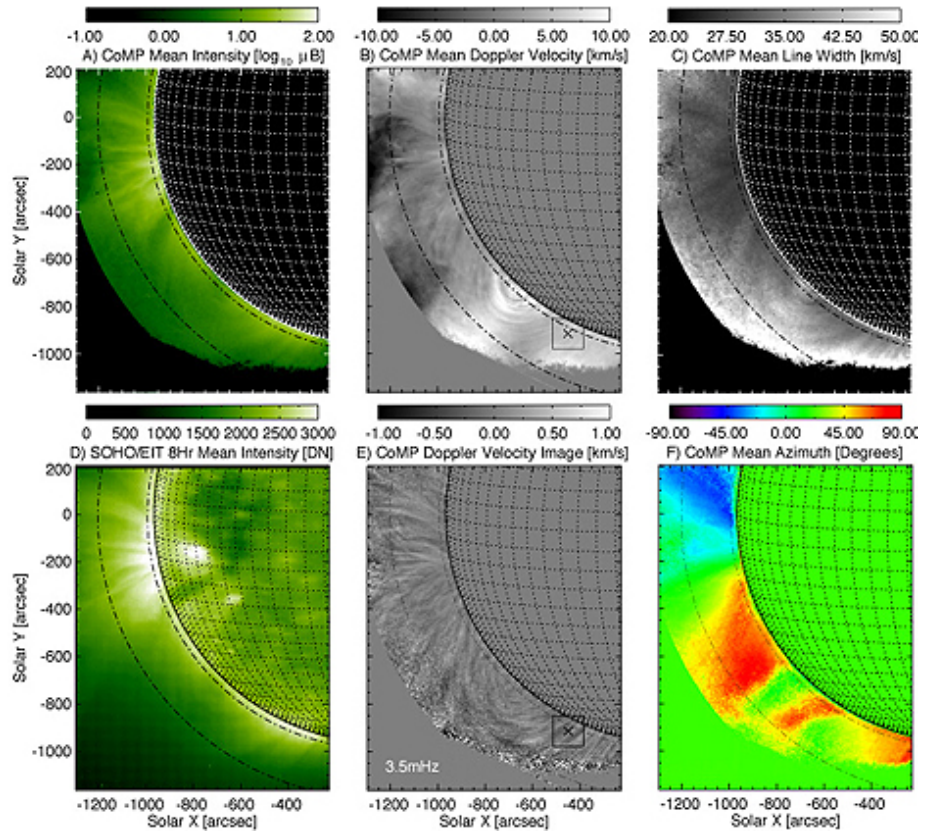 -1.00 0.00 1.00 2.00
-10.00 -5.00 0.00 5.00 10.00
20.00 27.50 35.00 42.50 50.00
A) CoMP Mean Intensity [log₁₀ μB]
B) CoMP Mean Doppler Velocity [km/s]
C) CoMP Mean Line Width [km/s]
200
0
-200
-400
-600
-800
-1000
Solar Y [arcsec]
0 500 1000 1500 2000 2500 3000
-1.00 -0.50 0.00 0.50 1.00
-90.00 -45.00 0.00 45.00 90.00
D) SOHO/EIT 8Hr Mean Intensity [DN]
E) CoMP Doppler Velocity Image [km/s]
F) CoMP Mean Azimuth [Degrees]
200
0
-200
-400
-600
-800
-1000
Solar Y [arcsec]
3.5mHz
-1200 -1000 -800 -600 -400
-1200 -1000 -800 -600 -400
-1200 -1000 -800 -600 -400
Solar X [arcsec]
Solar X [arcsec]
Solar X [arcsec]